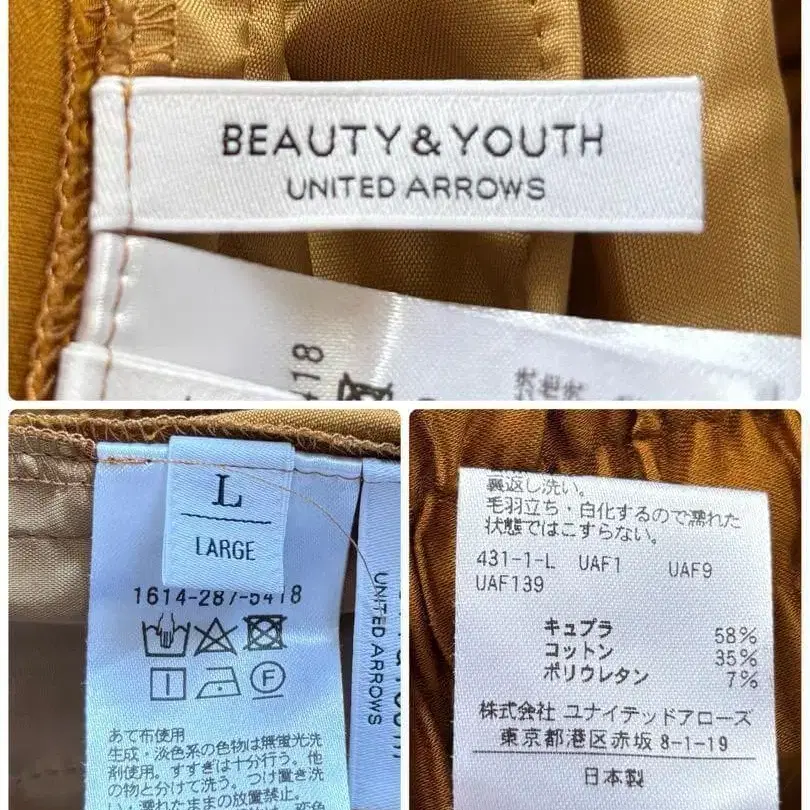 BEAUTY & YOUTH
UNITED ARROWS
L
LARGE
1614-287-5418
UNITED ARROWS
あて布使用
生成・淡色系の色物は無蛍光洗
剤使用。すすぎは十分行う。他
の物と分けて洗う。つけ置き洗
い・濡れたままの放置禁止。
裏返し洗い。
毛羽立ち・白化するので濡れた
状態ではこすらない。
431-1-L UAF1 UAF9
UAF139
キュプラ 58%
コットン 35%
ポリウレタン 7%
株式会社 ユナイテッドアローズ
東京都港区赤坂 8-1-19
日本製